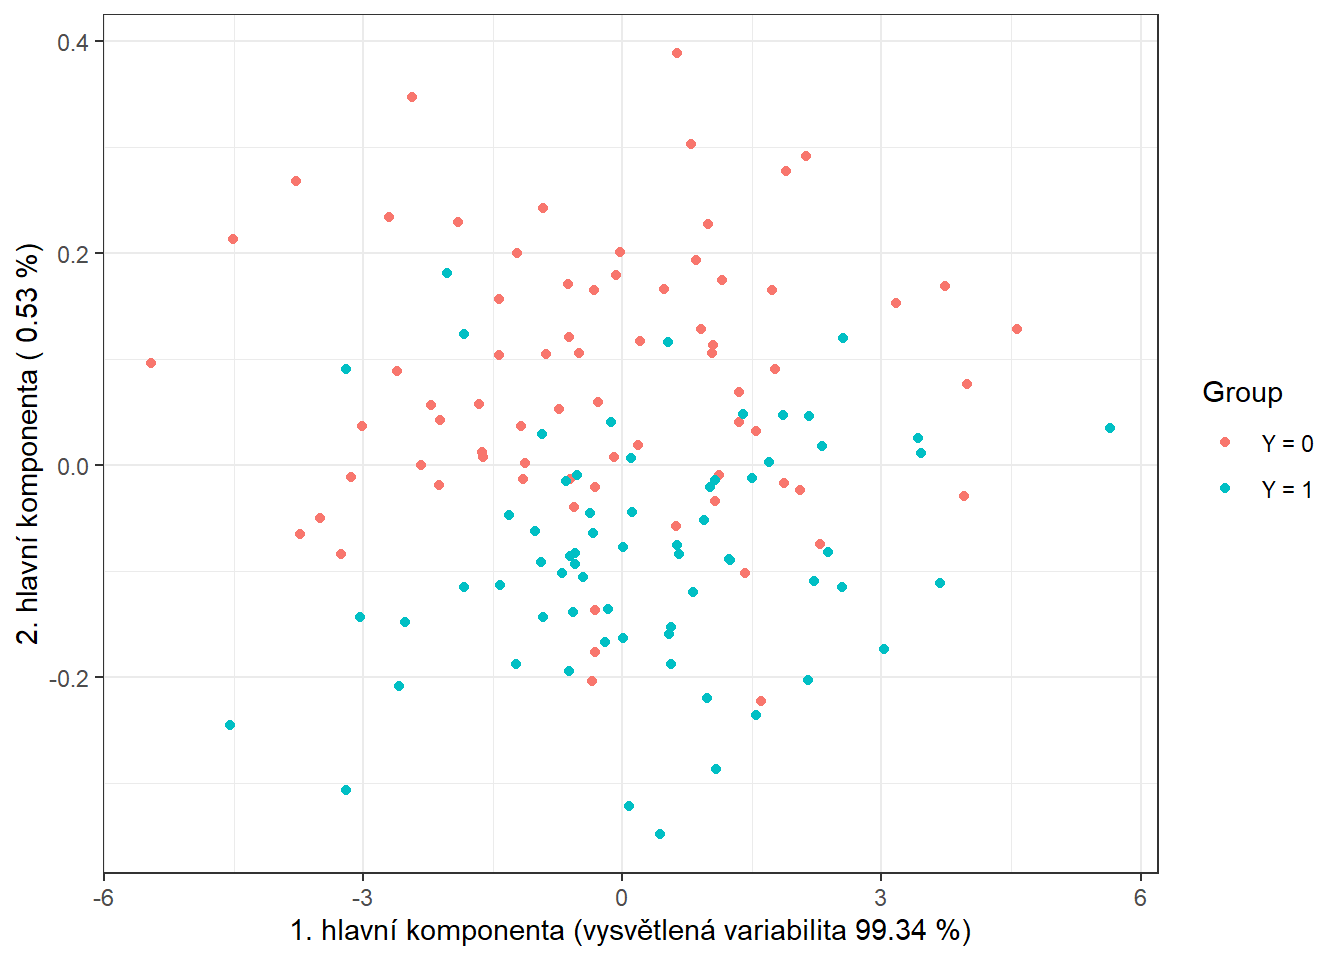 0.4
0.2
0.0
-0.2
2. hlavní komponenta ( 0.53 %)
-6
-3
0
3
6
1. hlavní komponenta (vysvětlená variabilita 99.34 %)
Group
Y = 0
Y = 1